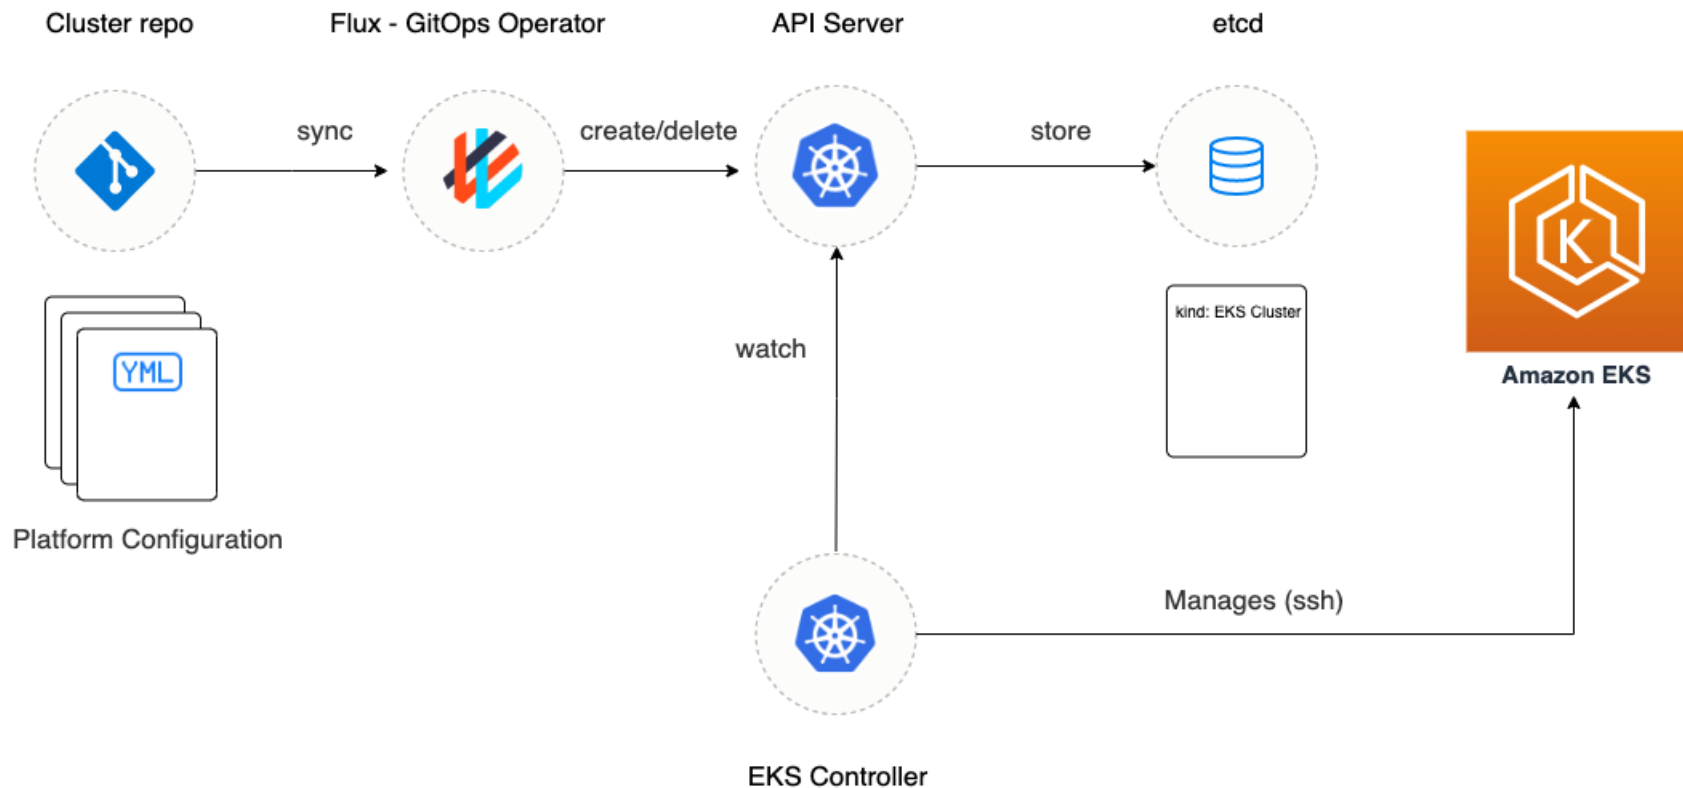 Cluster repo
Flux - GitOps Operator
API Server
etcd
sync
create/delete
store
kind: EKS Cluster
K
watch
YML
Amazon EKS
Platform Configuration
Manages (ssh)
EKS Controller